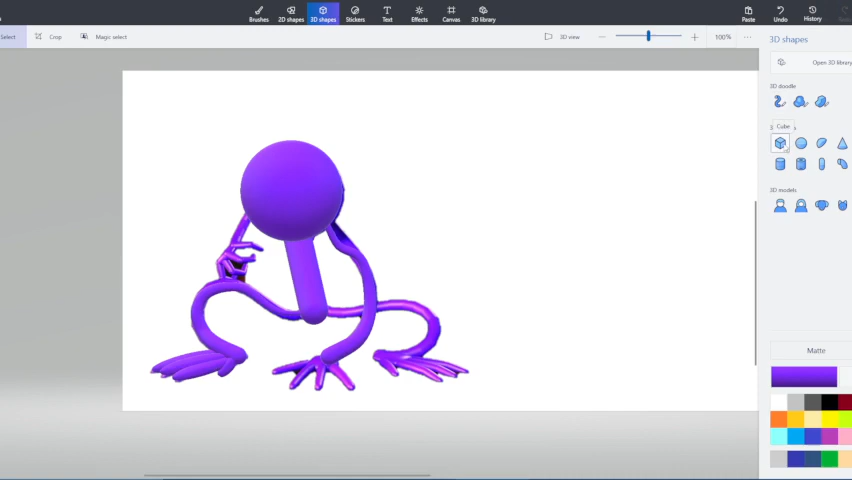 Brushes 2D shapes 3D shapes Stickers Text Effects Canvas 3D library Paste Undo History
Select Crop Magic select 3D view 100%
3D shapes
Open 3D library
3D doodle
Cube
3D models
Matte